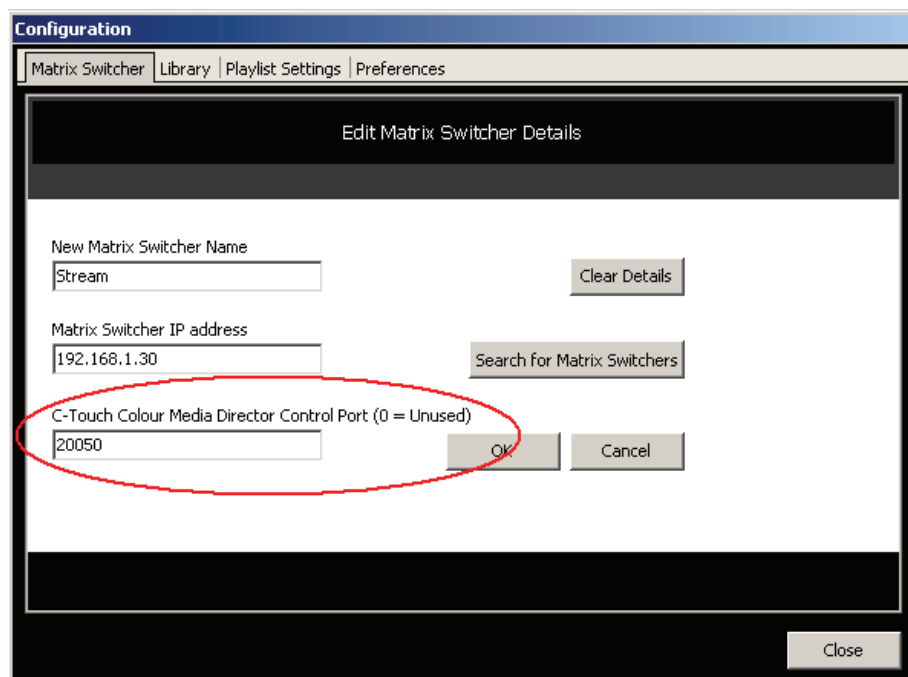 Configuration
Matrix Switcher Library Playlist Settings Preferences
Edit Matrix Switcher Details
New Matrix Switcher Name
Stream
Clear Details
Matrix Switcher IP address
192.168.1.30
Search for Matrix Switchers
C-Touch Colour Media Director Control Port (0 = Unused)
20050
OK Cancel
Close